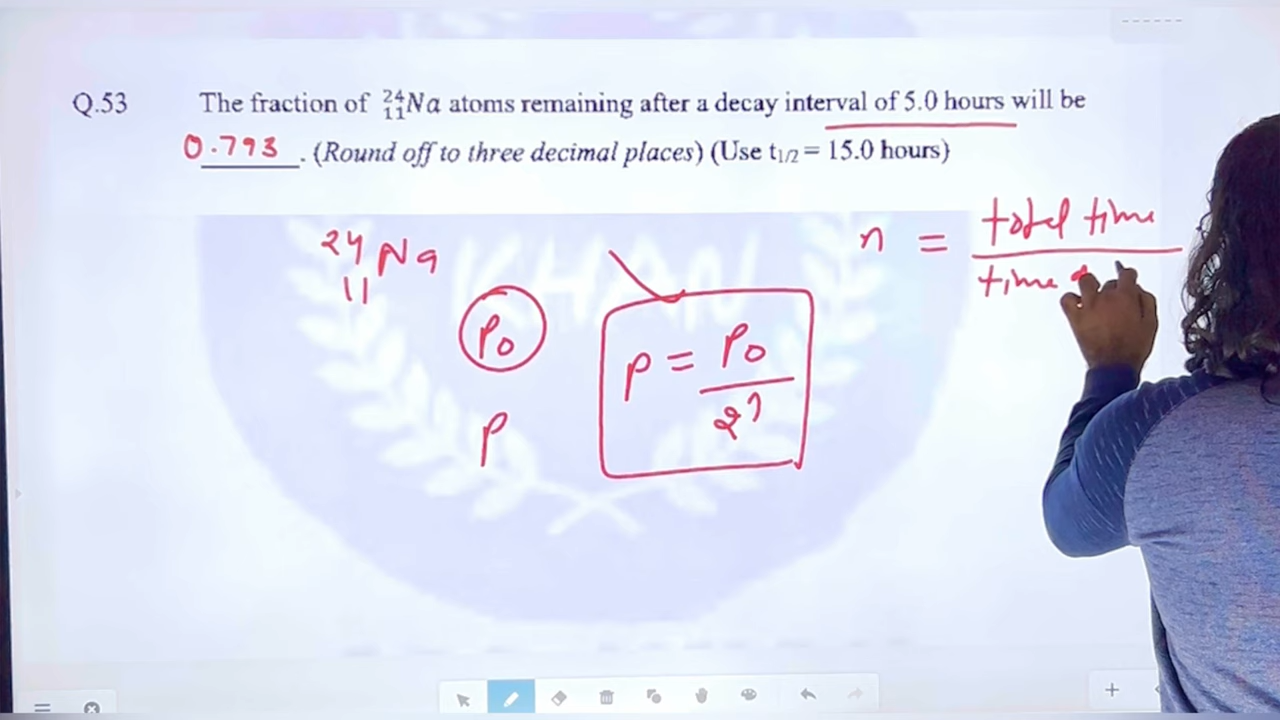 Q.53 The fraction of ²⁴₁₁Na atoms remaining after a decay interval of 5.0 hours will be
0.793. (Round off to three decimal places) (Use t₁/₂ = 15.0 hours)
²⁴₁₁Na
n = total time / time
P₀
P = P₀ / 2ⁿ
P
KHAN